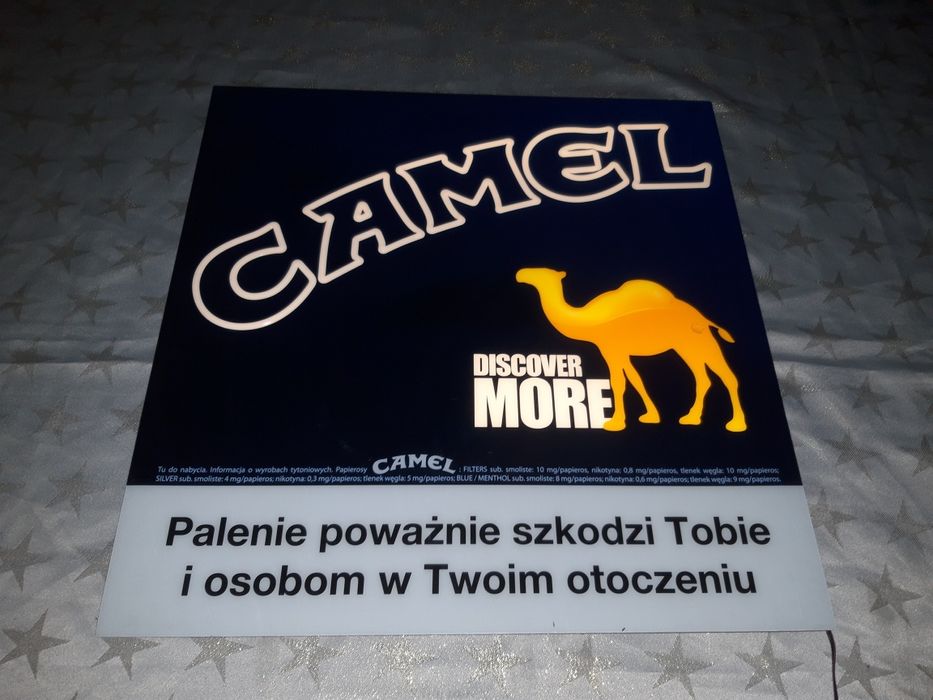 CAMEL
DISCOVER
MORE
Tu do nabycia. Informacja o wyrobach tytoniowych. Papierosy CAMEL ; FILTERS sub. smoliste: 10 mg/papieros, nikotyna: 0,8 mg/papieros, tlenek węgla: 10 mg/papieros;
SILVER sub. smoliste: 4 mg/papieros; nikotyna: 0,3 mg/papieros; tlenek węgla: 5 mg/papieros; BLUE / MENTHOL sub. smoliste: 8 mg/papieros; nikotyna: 0,6 mg/papieros; tlenek węgla: 9 mg/papieros.
Palenie poważnie szkodzi Tobie
i osobom w Twoim otoczeniu